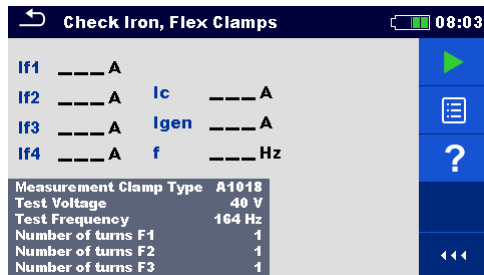 Check Iron, Flex Clamps 08:03
If1 ___A
If2 ___A Ic ___A
If3 ___A Igen ___A
If4 ___A f ___Hz
Measurement Clamp Type A1018
Test Voltage 40 V
Test Frequency 164 Hz
Number of turns F1 1
Number of turns F2 1
Number of turns F3 1
?